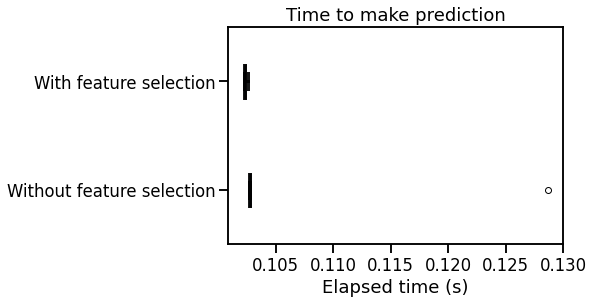 Time to make prediction
With feature selection
Without feature selection
0.105 0.110 0.115 0.120 0.125 0.130
Elapsed time (s)